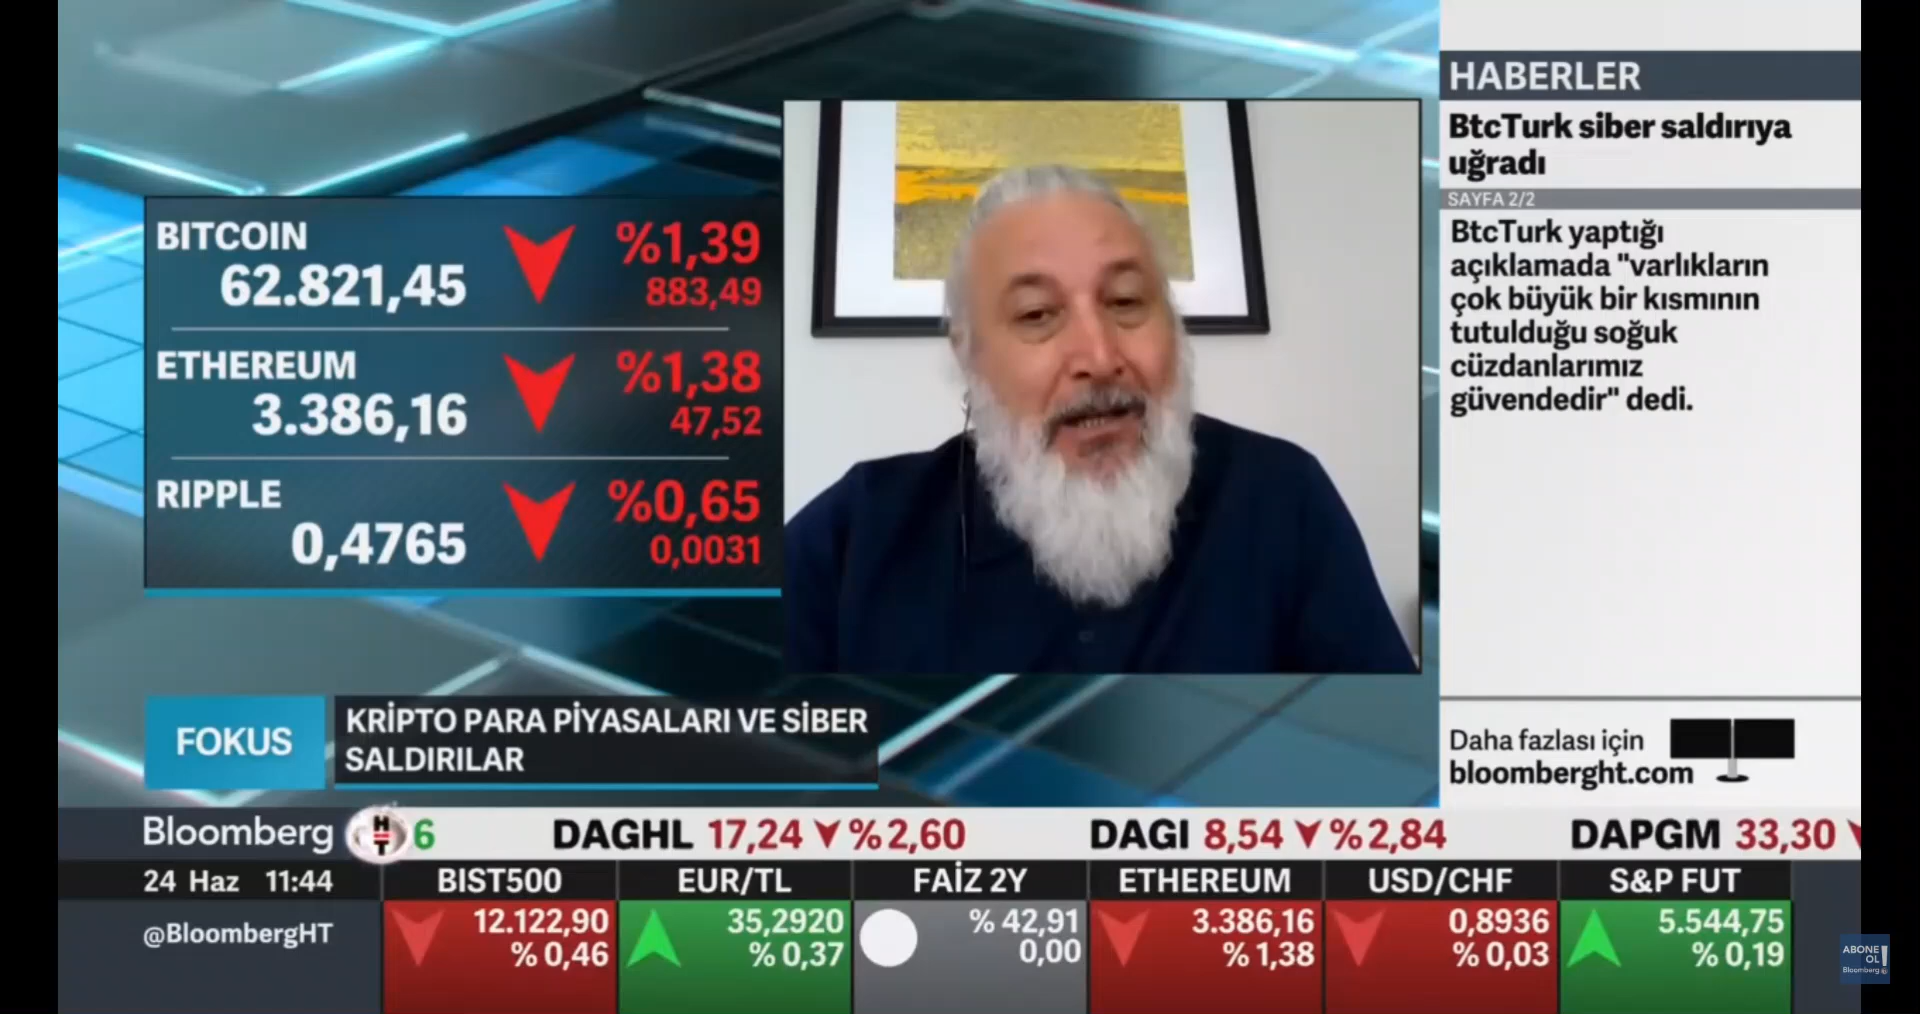 HABERLER
BtcTurk siber saldırıya
uğradı
SAYFA 2/2
BtcTurk yaptığı
açıklamada "varlıkların
çok büyük bir kısmının
tutulduğu soğuk
cüzdanlarımız
güvendedir" dedi.
BITCOIN
62.821,45
%1,39
883,49
ETHEREUM
3.386,16
%1,38
47,52
RIPPLE
0,4765
%0,65
0,0031
FOKUS
KRİPTO PARA PİYASALARI VE SİBER
SALDIRILAR
Daha fazlası için
bloomberght.com
Bloomberg HT 6 DAGHL 17,24 %2,60 DAGI 8,54 %2,84 DAPGM 33,30
24 Haz 11:44
@BloombergHT
BIST500
12.122,90
% 0,46
EUR/TL
35,2920
% 0,37
FAİZ 2Y
% 42,91
0,00
ETHEREUM
3.386,16
% 1,38
USD/CHF
0,8936
% 0,03
S&P FUT
5.544,75
% 0,19
ABONE
OL!
Bloomberg